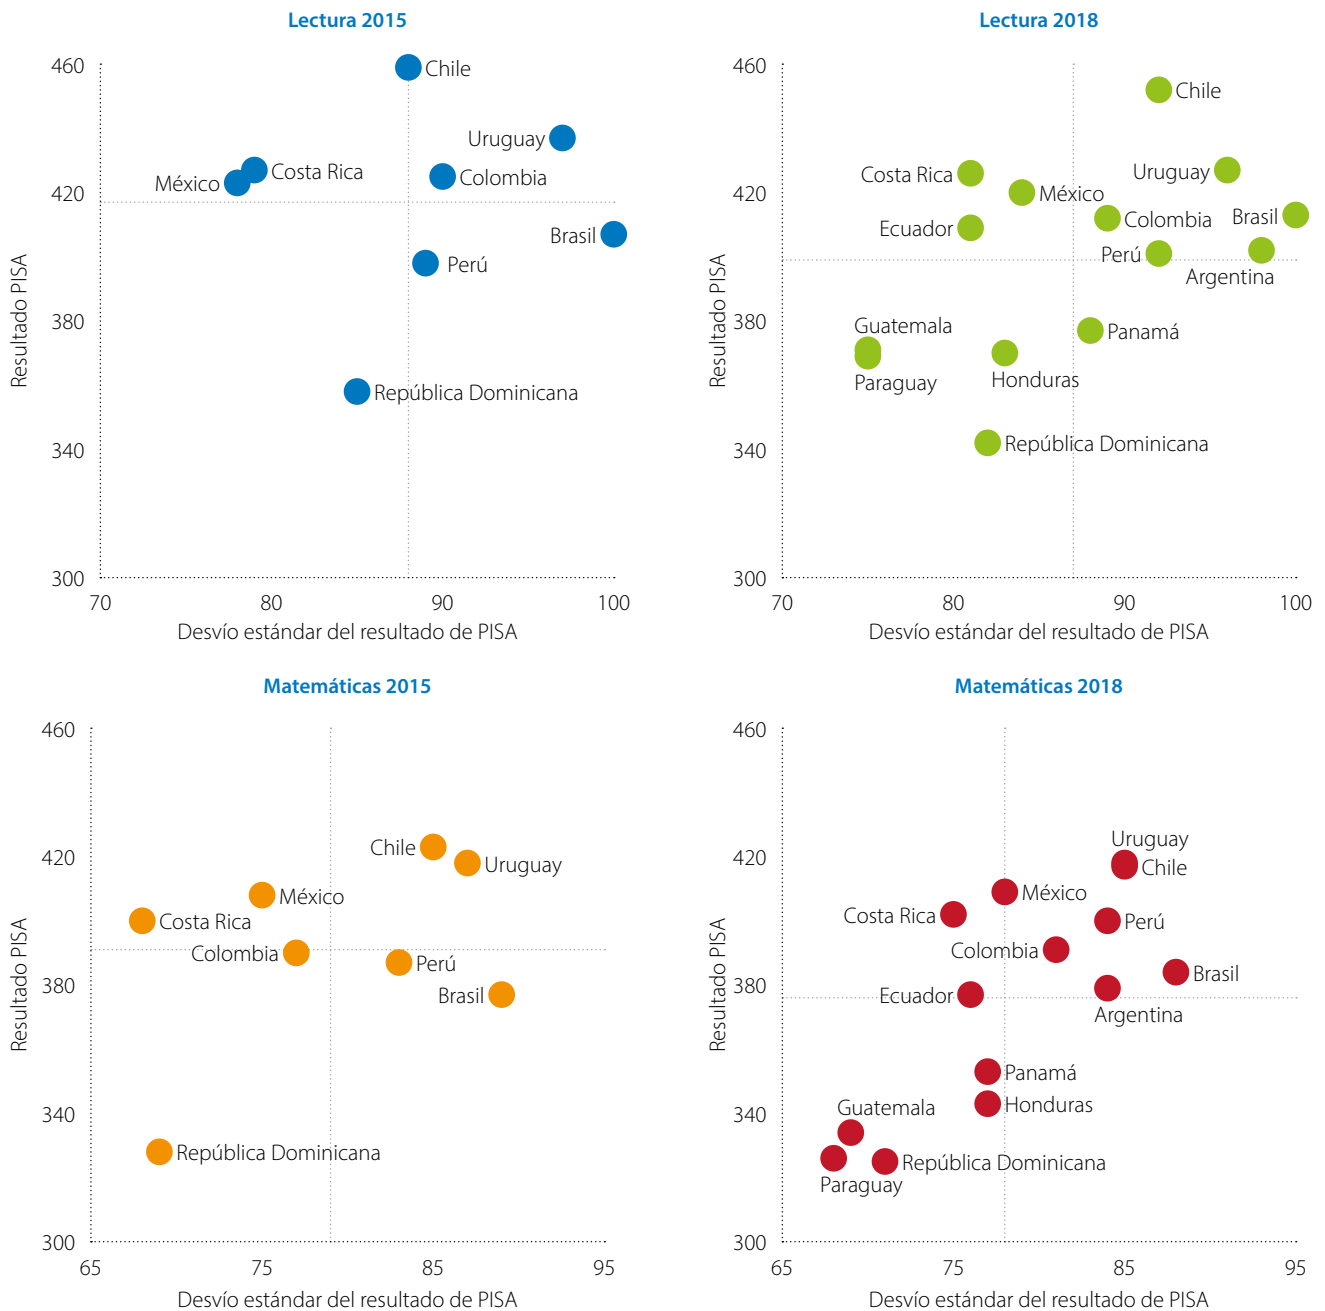 Lectura 2015
460
420
380
340
300
Resultado PISA
Chile
Uruguay
Costa Rica
México
Colombia
Brasil
Perú
República Dominicana
70
80
90
100
Desvío estándar del resultado de PISA
Lectura 2018
460
420
380
340
300
Resultado PISA
Chile
Costa Rica
Uruguay
México
Colombia
Brasil
Ecuador
Perú
Argentina
Guatemala
Panamá
Paraguay
Honduras
República Dominicana
70
80
90
100
Desvío estándar del resultado de PISA
Matemáticas 2015
460
420
380
340
300
Resultado PISA
Chile
Uruguay
México
Costa Rica
Colombia
Perú
Brasil
República Dominicana
65
75
85
95
Desvío estándar del resultado de PISA
Matemáticas 2018
460
420
380
340
300
Resultado PISA
Uruguay
Chile
México
Costa Rica
Perú
Colombia
Brasil
Ecuador
Argentina
Panamá
Guatemala
Honduras
República Dominicana
Paraguay
65
75
85
95
Desvío estándar del resultado de PISA